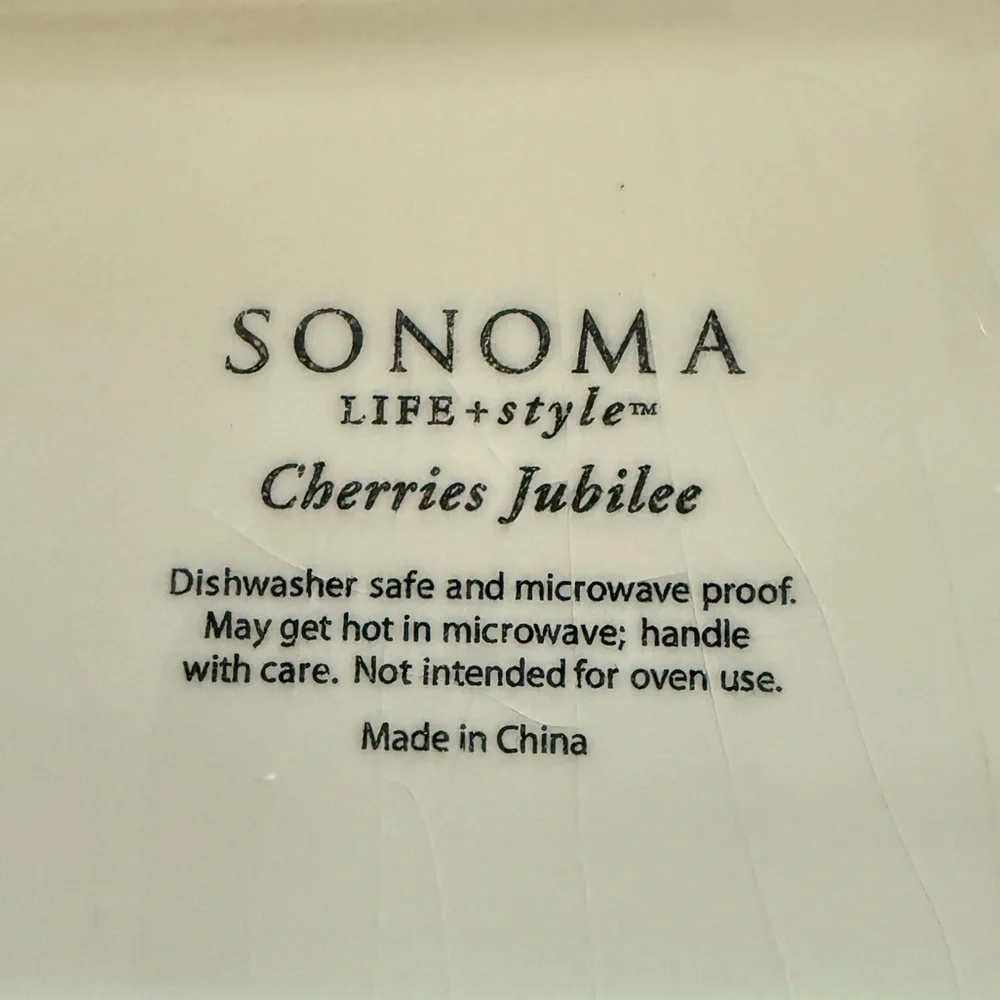 SONOMA
LIFE+style™
Cherries Jubilee
Dishwasher safe and microwave proof.
May get hot in microwave; handle
with care. Not intended for oven use.
Made in China